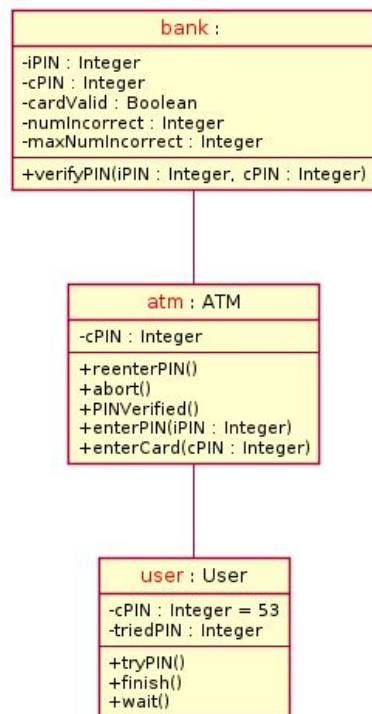 bank :
-iPIN : Integer
-cPIN : Integer
-cardValid : Boolean
-numIncorrect : Integer
-maxNumIncorrect : Integer
+verifyPIN(iPIN : Integer, cPIN : Integer)
atm : ATM
-cPIN : Integer
+reenterPIN()
+abort()
+PINVerified()
+enterPIN(iPIN : Integer)
+enterCard(cPIN : Integer)
user : User
-cPIN : Integer = 53
-triedPIN : Integer
+tryPIN()
+finish()
+wait()